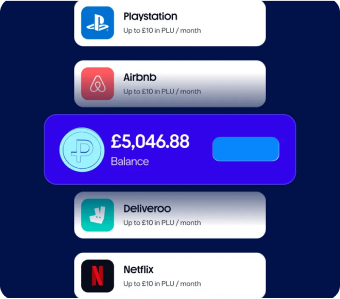 Playstation
Up to £10 in PLU / month
Airbnb
Up to £10 in PLU / month
£5,046.88
Balance
Deliveroo
Up to £10 in PLU / month
Netflix
Up to £10 in PLU / month